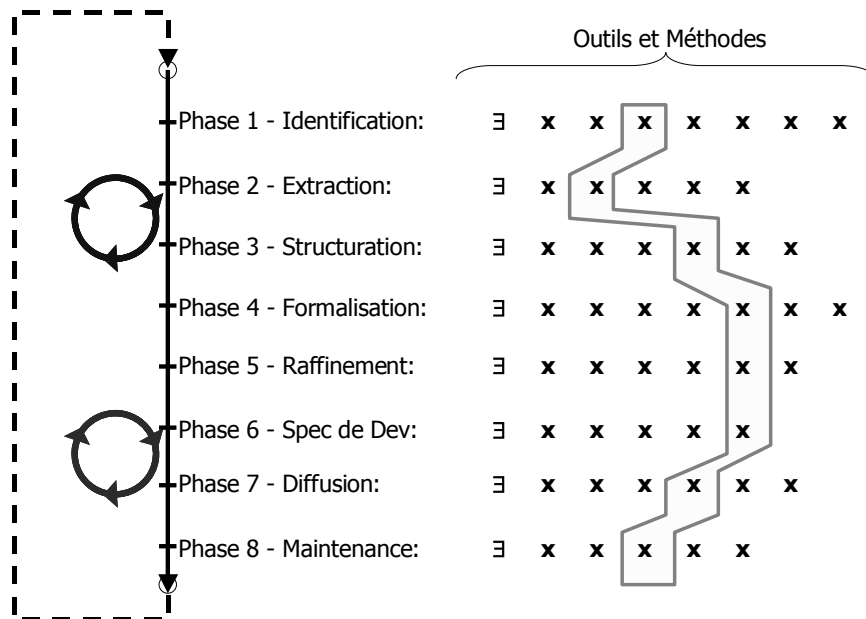 Outils et Méthodes
Phase 1 - Identification: ∃ x x x x x x x
Phase 2 - Extraction: ∃ x x x x x
Phase 3 - Structuration: ∃ x x x x x x
Phase 4 - Formalisation: ∃ x x x x x x x
Phase 5 - Raffinement: ∃ x x x x x x
Phase 6 - Spec de Dev: ∃ x x x x x
Phase 7 - Diffusion: ∃ x x x x x x
Phase 8 - Maintenance: ∃ x x x x x